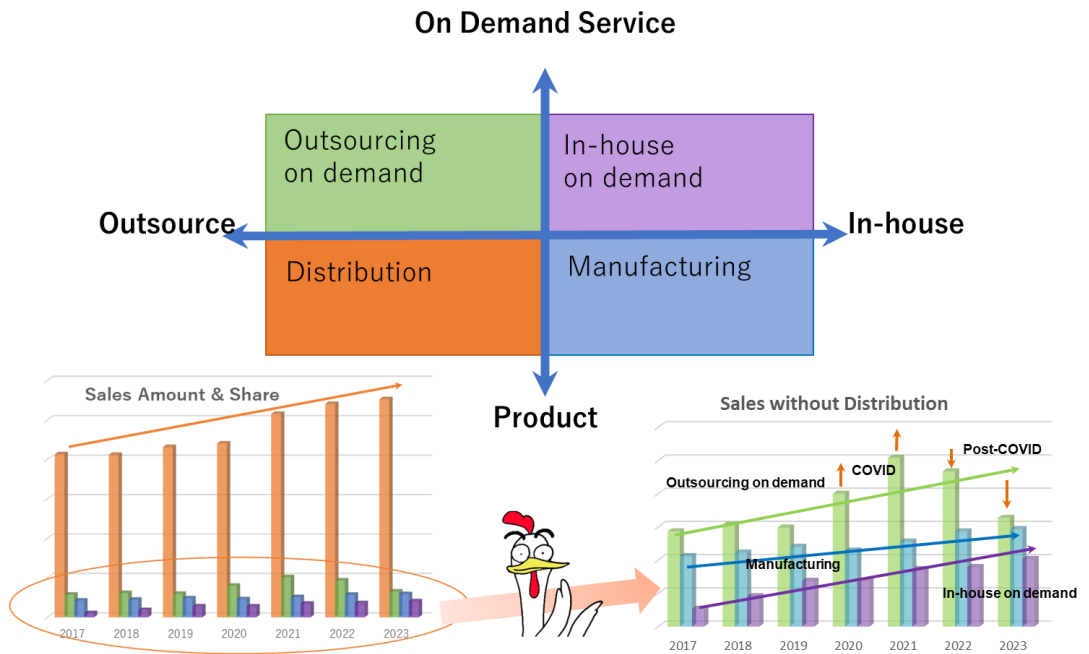 On Demand Service
Outsourcing
on demand
In-house
on demand
Outsource
In-house
Distribution
Manufacturing
Product
Sales Amount & Share
2017 2018 2019 2020 2021 2022 2023
Sales without Distribution
Post-COVID
COVID
Outsourcing on demand
Manufacturing
In-house on demand
2017 2018 2019 2020 2021 2022 2023